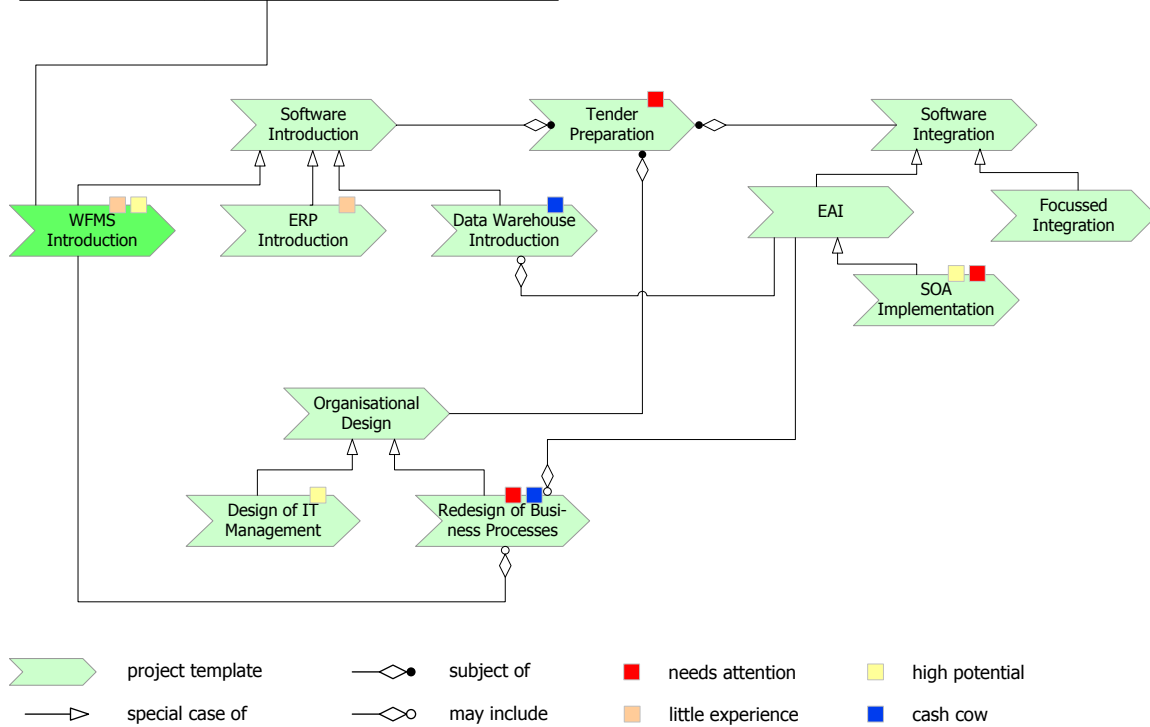 Software
Introduction
Tender
Preparation
Software
Integration
WFMS
Introduction
ERP
Introduction
Data Warehouse
Introduction
EAI
Focussed
Integration
SOA
Implementation
Organisational
Design
Design of IT
Management
Redesign of Busi-
ness Processes
project template
subject of
needs attention
high potential
special case of
may include
little experience
cash cow